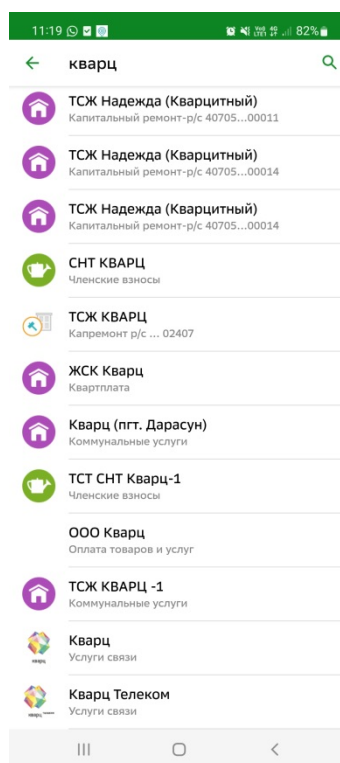 11:19
82%
кварц
ТСЖ Надежда (Кварцитный)
Капитальный ремонт-р/с 40705...00011
ТСЖ Надежда (Кварцитный)
Капитальный ремонт-р/с 40705...00014
ТСЖ Надежда (Кварцитный)
Капитальный ремонт-р/с 40705...00014
СНТ КВАРЦ
Членские взносы
ТСЖ КВАРЦ
Капремонт р/с ... 02407
ЖСК Кварц
Квартплата
Кварц (пгт. Дарасун)
Коммунальные услуги
ТСТ СНТ Кварц-1
Членские взносы
ООО Кварц
Оплата товаров и услуг
ТСЖ КВАРЦ -1
Коммунальные услуги
Кварц
Услуги связи
Кварц Телеком
Услуги связи